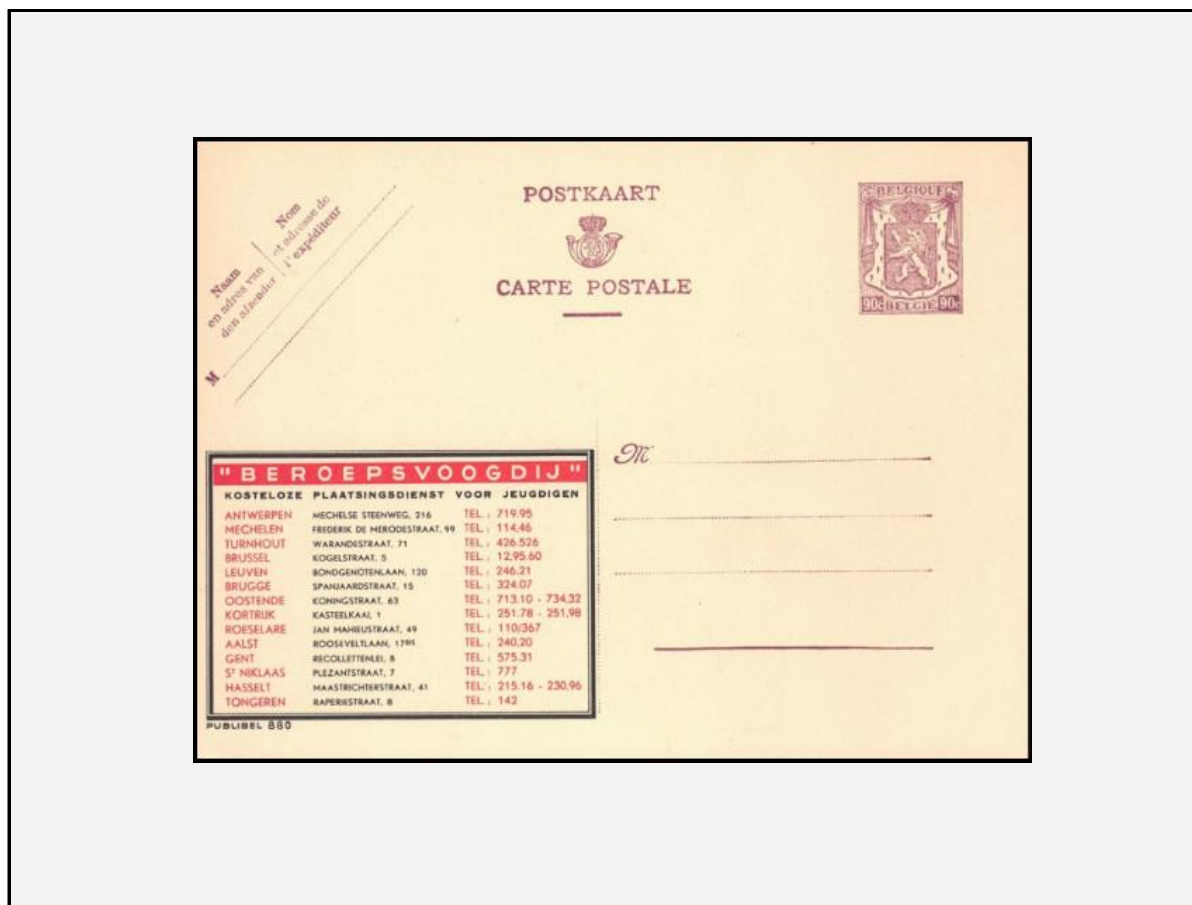 POSTKAART
CARTE POSTALE
BELGIQUE
90c BELGIE 90c
Naam
en adres van
den afzender
Nom
et adresse de
l'expéditeur
M
M
"BEROEPSVOOGDIJ"
KOSTELOZE PLAATSINGSDIENST VOOR JEUGDIGEN
ANTWERPEN MECHELSE STEENWEG, 216 TEL.: 719.95
MECHELEN FREDERIK DE MERODESTRAAT, 99 TEL.: 114.46
TURNHOUT WARANDESTRAAT, 71 TEL.: 426.526
BRUSSEL KOGELSTRAAT, 5 TEL.: 12,95.60
LEUVEN BONDGENOTENLAAN, 120 TEL.: 246.21
BRUGGE SPANJAARDSTRAAT, 15 TEL.: 324.07
OOSTENDE KONINGSTRAAT, 63 TEL.: 713.10 - 734,32
KORTRIJK KASTEELKAAI, 1 TEL.: 251.78 - 251,98
ROESELARE JAN MAHIEUSTRAAT, 49 TEL.: 110/367
AALST ROOSEVELTLAAN, 17BIS TEL.: 240,20
GENT RECOLLETTENLEI, 8 TEL.: 575.31
ST NIKLAAS PLEZANTSTRAAT, 7 TEL.: 777
HASSELT MAASTRICHTERSTRAAT, 41 TEL.: 215.16 - 230.96
TONGEREN RAPERIESTRAAT, 8 TEL.: 142
PUBLIBEL 880